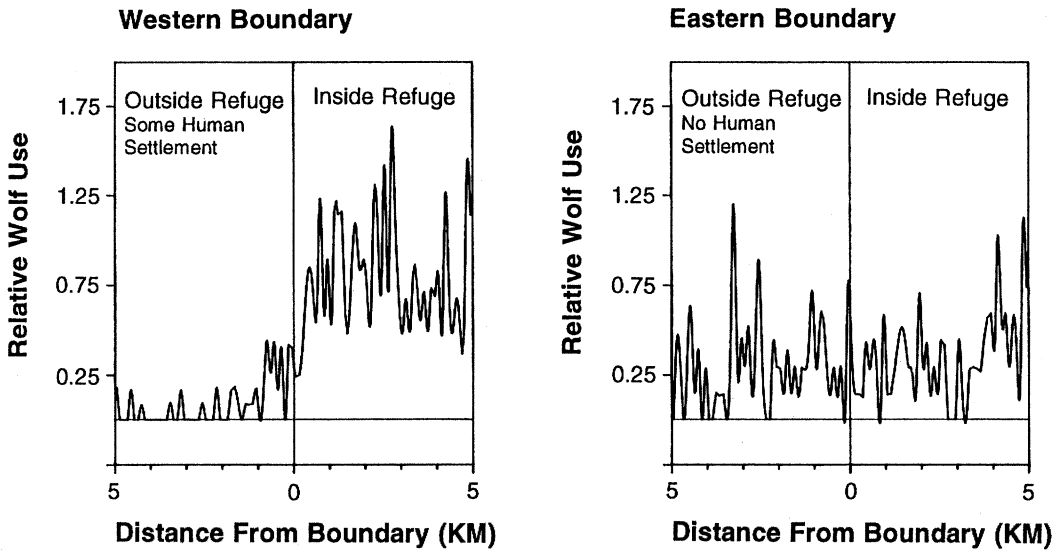 Western Boundary
Outside Refuge
Some Human
Settlement
Inside Refuge
1.75
1.25
0.75
0.25
Relative Wolf Use
5
0
5
Distance From Boundary (KM)
Eastern Boundary
Outside Refuge
No Human
Settlement
Inside Refuge
1.75
1.25
0.75
0.25
Relative Wolf Use
5
0
5
Distance From Boundary (KM)